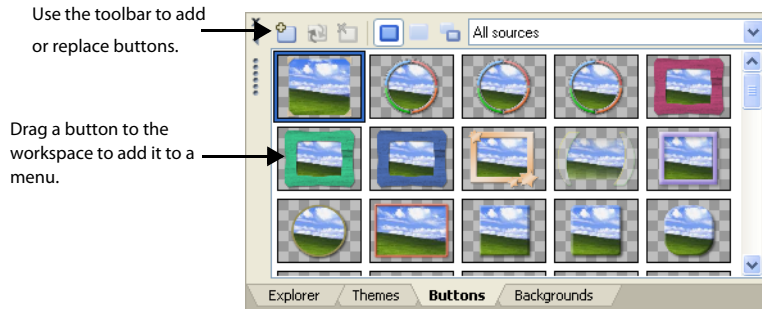 Use the toolbar to add
or replace buttons.
All sources
Drag a button to the
workspace to add it to a
menu.
Explorer Themes Buttons Backgrounds